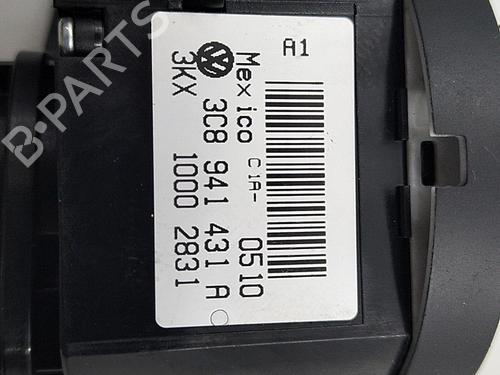 A1
Mexico C1A- 0510
3C8 941 431 A
3KX 1000 2831
B-PARTS